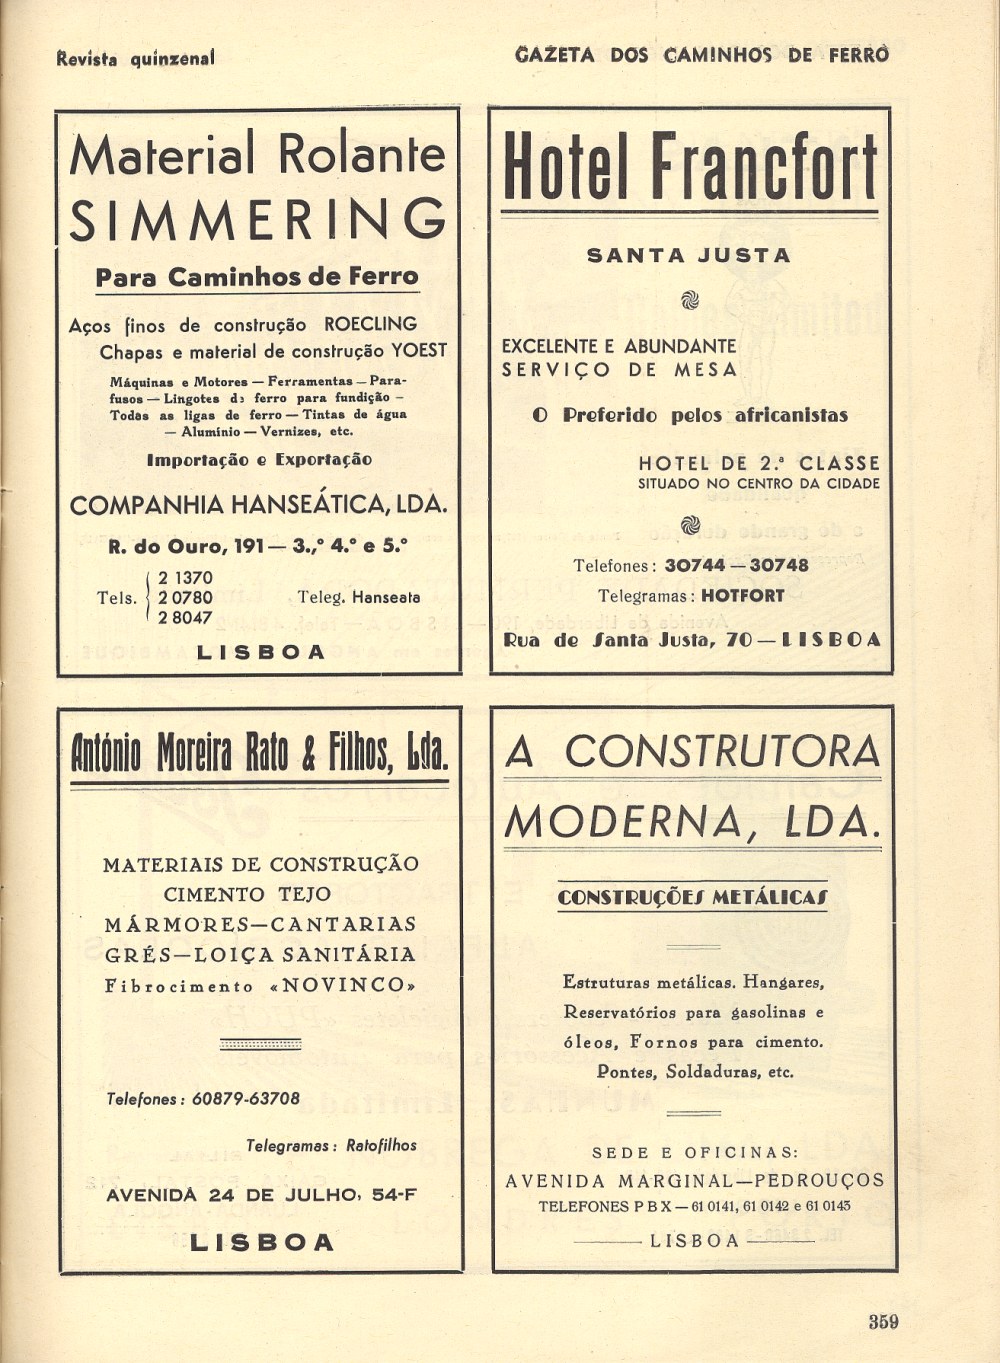 Revista quinzenal
GAZETA DOS CAMINHOS DE FERRO
Material Rolante
SIMMERING
Para Caminhos de Ferro
Aços finos de construção ROECLING
Chapas e material de construção YOEST
Máquinas e Motores — Ferramentas — Para-
fusos — Lingotes de ferro para fundição —
Todas as ligas de ferro — Tintas de água
— Alumínio — Vernizes, etc.
Importação e Exportação
COMPANHIA HANSEÁTICA, LDA.
R. do Ouro, 191 — 3.,º 4.º e 5.º
Tels. 2 1370
2 0780
2 8047
Teleg. Hanseata
LISBOA
Hotel Francfort
SANTA JUSTA
EXCELENTE E ABUNDANTE
SERVIÇO DE MESA
O Preferido pelos africanistas
HOTEL DE 2.ª CLASSE
SITUADO NO CENTRO DA CIDADE
Telefones: 30744 — 30748
Telegramas: HOTFORT
Rua de Santa Justa, 70 — LISBOA
António Moreira Rato & Filhos, Lda.
MATERIAIS DE CONSTRUÇÃO
CIMENTO TEJO
MÁRMORES—CANTARIAS
GRÉS—LOIÇA SANITÁRIA
Fibrocimento «NOVINCO»
Telefones: 60879-63708
Telegramas: Ratofilhos
AVENIDA 24 DE JULHO, 54-F
LISBOA
A CONSTRUTORA
MODERNA, LDA.
CONSTRUÇÕES METÁLICAS
Estruturas metálicas. Hangares,
Reservatórios para gasolinas e
óleos, Fornos para cimento.
Pontes, Soldaduras, etc.
SEDE E OFICINAS:
AVENIDA MARGINAL—PEDROUÇOS
TELEFONES P B X — 61 0141, 61 0142 e 61 0143
LISBOA
359